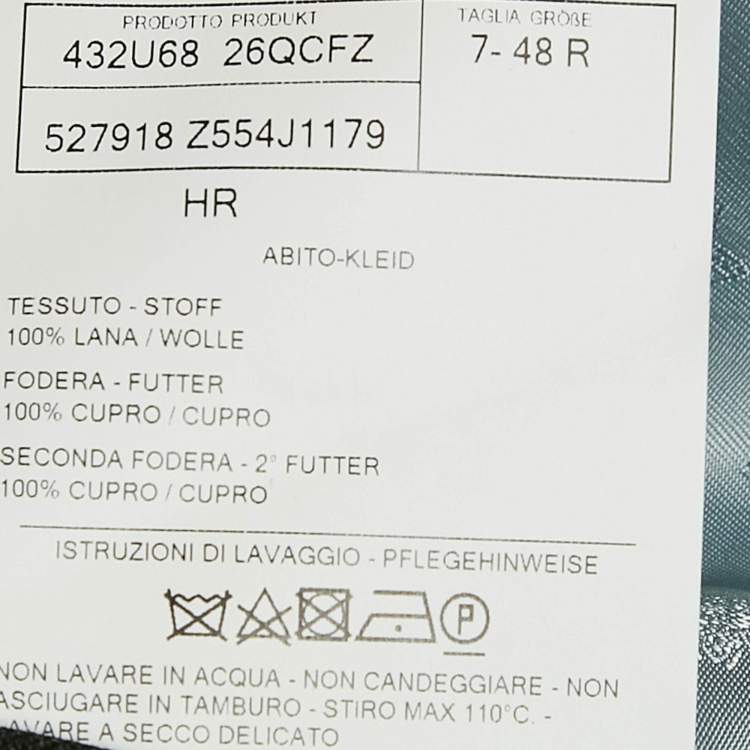 PRODOTTO PRODUKT
TAGLIA GRÖßE
432U68 26QCFZ
7- 48 R
527918 Z554J1179
HR
ABITO-KLEID
TESSUTO - STOFF
100% LANA / WOLLE
FODERA - FUTTER
100% CUPRO / CUPRO
SECONDA FODERA - 2° FUTTER
100% CUPRO / CUPRO
ISTRUZIONI DI LAVAGGIO - PFLEGEHINWEISE
P
NON LAVARE IN ACQUA - NON CANDEGGIARE - NON
ASCIUGARE IN TAMBURO - STIRO MAX 110°C. -
LAVARE A SECCO DELICATO